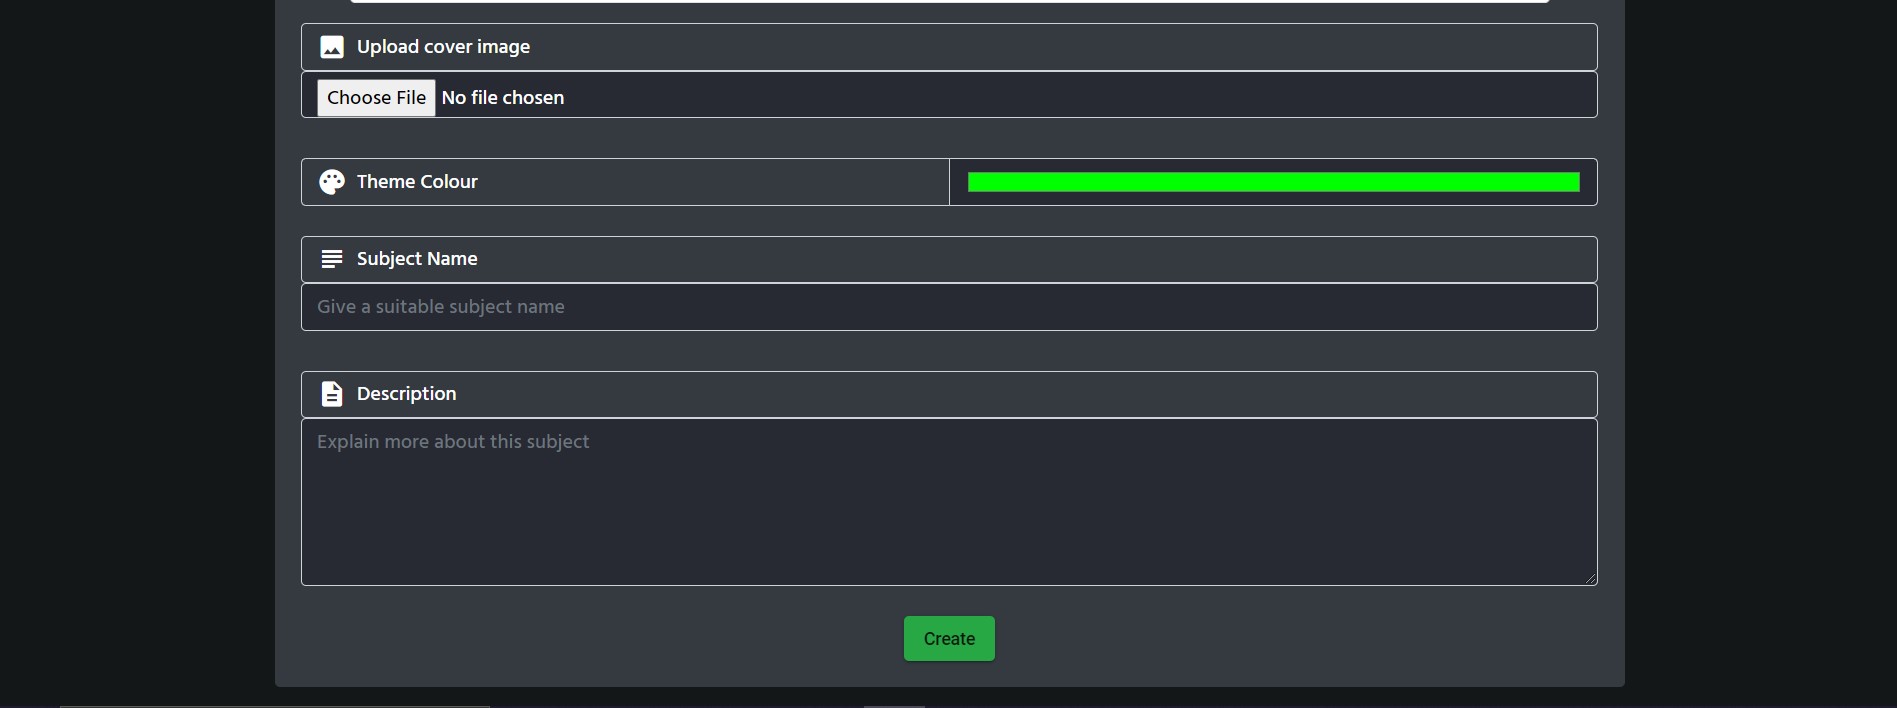 Upload cover image
Choose File No file chosen
Theme Colour
Subject Name
Give a suitable subject name
Description
Explain more about this subject
Create